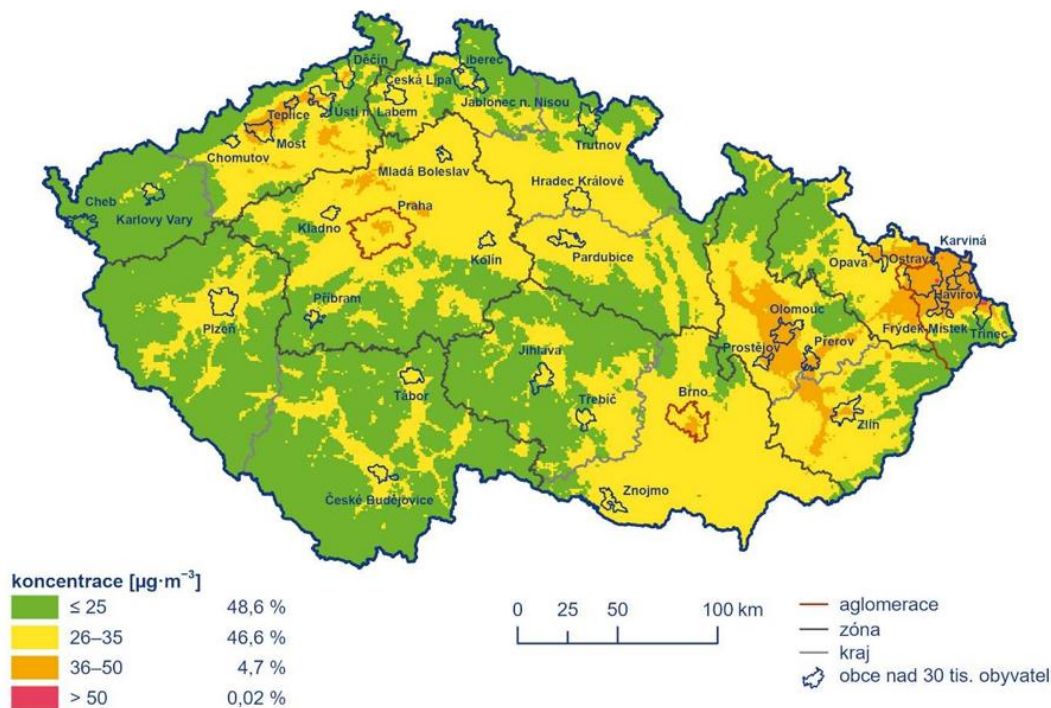 Děčín
Liberec
Česká Lípa
Teplice
Ústí n. Labem
Jablonec n. Nisou
Most
Chomutov
Trutnov
Mladá Boleslav
Hradec Králové
Cheb
Karlovy Vary
Praha
Kladno
Kolín
Pardubice
Karviná
Opava
Ostrava
Havířov
Plzeň
Příbram
Olomouc
Frýdek-Místek
Třinec
Prostějov
Přerov
Jihlava
Tábor
Třebíč
Brno
Zlín
České Budějovice
Znojmo
koncentrace [µg·m⁻³]
≤ 25 48,6 %
26–35 46,6 %
36–50 4,7 %
> 50 0,02 %
0 25 50 100 km
aglomerace
zóna
kraj
obce nad 30 tis. obyvatel